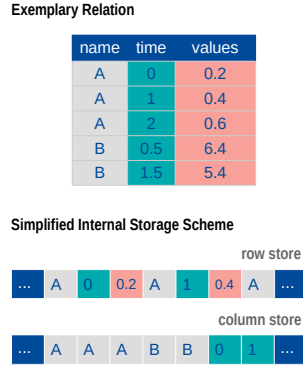 Exemplary Relation
name time values
A 0 0.2
A 1 0.4
A 2 0.6
B 0.5 6.4
B 1.5 5.4
Simplified Internal Storage Scheme
row store
... A 0 0.2 A 1 0.4 A ...
column store
... A A A B B 0 1 ...